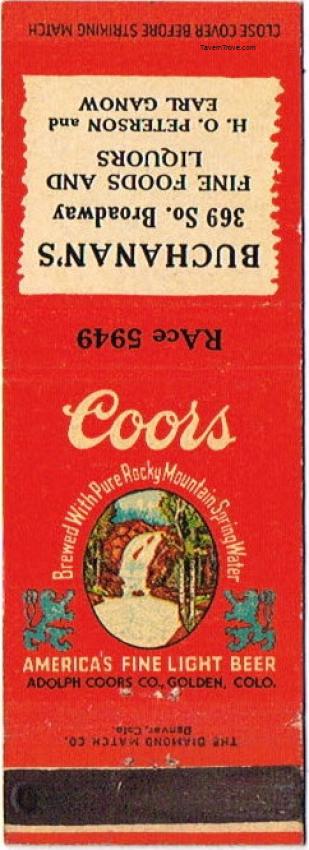 CLOSE COVER BEFORE STRIKING MATCH
TavernTrove.com
BUCHANAN'S
369 So. Broadway
FINE FOODS AND
LIQUORS
H. O. PETERSON and
EARL GANOW
RAce 5949
Coors
Brewed With Pure Rocky Mountain Spring Water
AMERICA'S FINE LIGHT BEER
ADOLPH COORS CO., GOLDEN, COLO.
THE DIAMOND MATCH CO.
Denver, Colo.